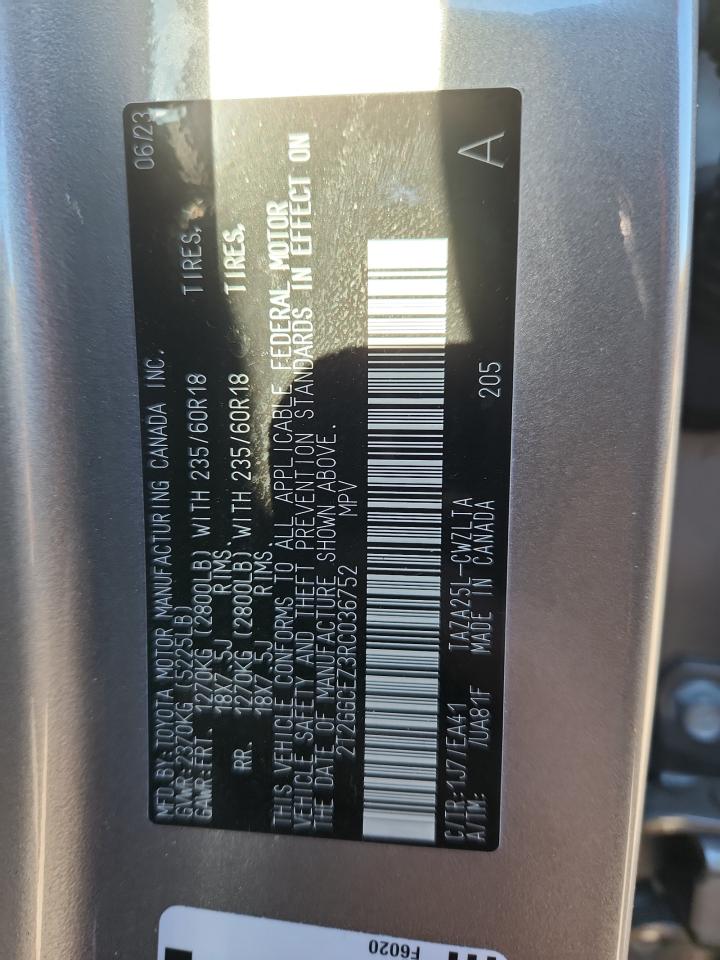 MFD. BY: TOYOTA MOTOR MANUFACTURING CANADA INC. 06/23
GVWR: 2370KG (5225LB)
GAWR: FRT. 1270KG (2800LB) WITH 235/60R18 TIRES,
18X7.5J RIMS.
RR. 1270KG (2800LB) WITH 235/60R18 TIRES,
18X7.5J RIMS.
THIS VEHICLE CONFORMS TO ALL APPLICABLE FEDERAL MOTOR
VEHICLE SAFETY AND THEFT PREVENTION STANDARDS IN EFFECT ON
THE DATE OF MANUFACTURE SHOWN ABOVE.
2T2GGCEZ3RC036752 MPV
C/TR: 1J7/EA41 TAZA25L-CWZLTA 205 A
A/TM: /UA81F MADE IN CANADA
F6020